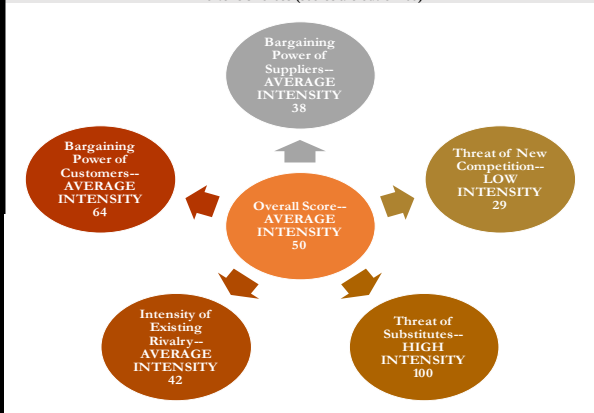 Bargaining
Power of
Suppliers--
AVERAGE
INTENSITY
38
Bargaining
Power of
Customers--
AVERAGE
INTENSITY
64
Threat of New
Competition--
LOW
INTENSITY
29
Overall Score--
AVERAGE
INTENSITY
50
Intensity of
Existing
Rivalry--
AVERAGE
INTENSITY
42
Threat of
Substitutes--
HIGH
INTENSITY
100